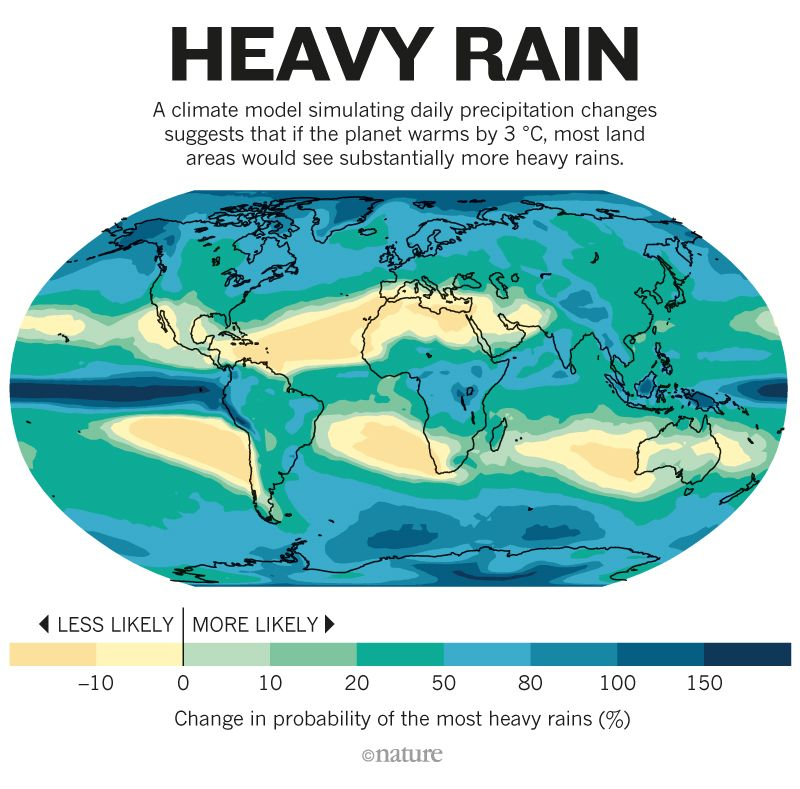 HEAVY RAIN
A climate model simulating daily precipitation changes
suggests that if the planet warms by 3 °C, most land
areas would see substantially more heavy rains.
LESS LIKELY MORE LIKELY
–10 0 10 20 50 80 100 150
Change in probability of the most heavy rains (%)
©nature